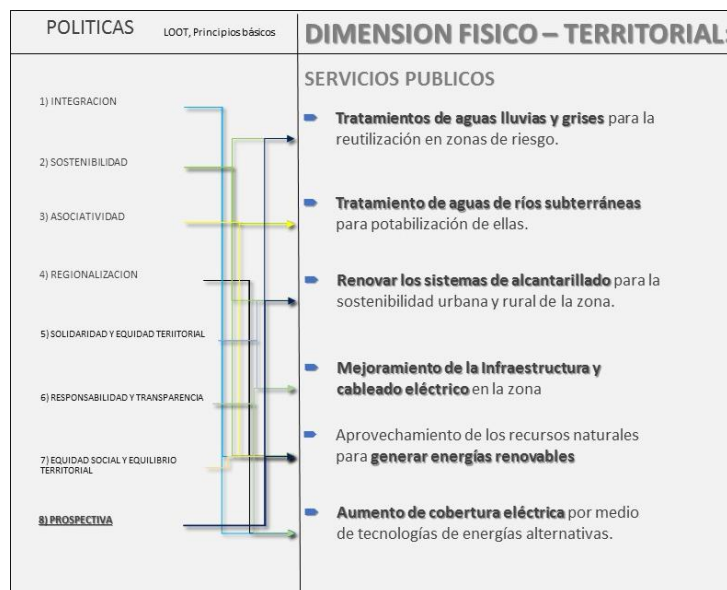 POLITICAS
LOOT, Principios básicos
DIMENSION FISICO – TERRITORIAL:
1) INTEGRACION
2) SOSTENIBILIDAD
3) ASOCIATIVIDAD
4) REGIONALIZACION
5) SOLIDARIDAD Y EQUIDAD TERIITORIAL
6) RESPONSABILIDAD Y TRANSPARENCIA
7) EQUIDAD SOCIAL Y EQUILIBRIO
TERRITORIAL
8) PROSPECTIVA
SERVICIOS PUBLICOS
Tratamientos de aguas lluvias y grises para la
reutilización en zonas de riesgo.
Tratamiento de aguas de ríos subterráneas
para potabilización de ellas.
Renovar los sistemas de alcantarillado para la
sostenibilidad urbana y rural de la zona.
Mejoramiento de la Infraestructura y
cableado eléctrico en la zona
Aprovechamiento de los recursos naturales
para generar energías renovables
Aumento de cobertura eléctrica por medio
de tecnologías de energías alternativas.